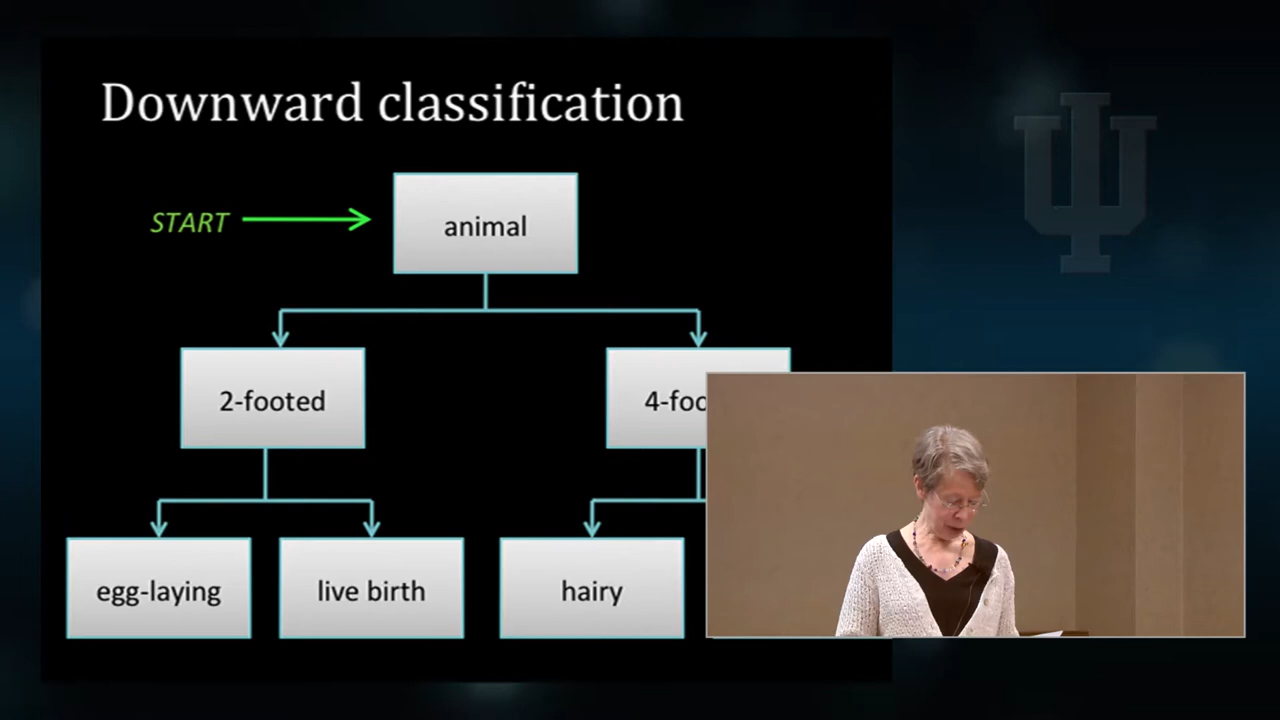 Downward classification
START
animal
2-footed
4-foo
egg-laying
live birth
hairy